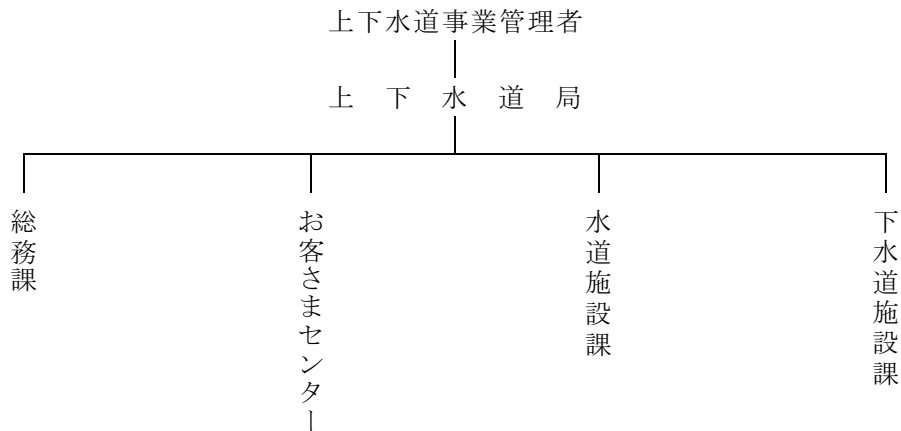 上下水道事業管理者
上下水道局
総務課
お客さまセンター
水道施設課
下水道施設課